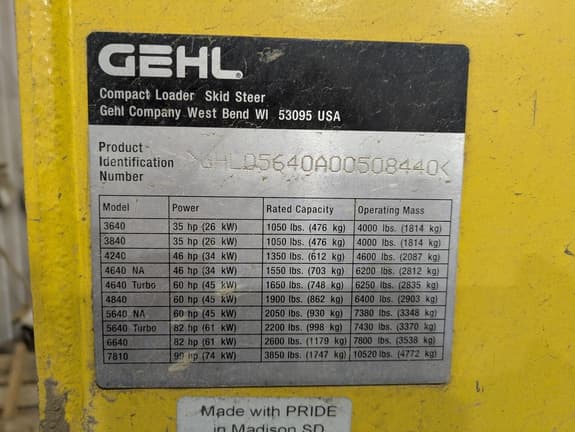 GEHL®
Compact Loader Skid Steer
Gehl Company West Bend WI 53095 USA
Product
Identification
Number
>GHLD5640A00508440<
Model Power Rated Capacity Operating Mass
3640 35 hp (26 kW) 1050 lbs. (476 kg) 4000 lbs. (1814 kg)
3840 35 hp (26 kW) 1050 lbs. (476 kg) 4000 lbs. (1814 kg)
4240 46 hp (34 kW) 1350 lbs. (612 kg) 4600 lbs. (2087 kg)
4640 NA 46 hp (34 kW) 1550 lbs. (703 kg) 6200 lbs. (2812 kg)
4640 Turbo 60 hp (45 kW) 1650 lbs. (748 kg) 6250 lbs. (2835 kg)
4840 60 hp (45 kW) 1900 lbs. (862 kg) 6400 lbs. (2903 kg)
5640 NA 60 hp (45 kW) 2050 lbs. (930 kg) 7380 lbs. (3348 kg)
5640 Turbo 82 hp (61 kW) 2200 lbs. (998 kg) 7430 lbs. (3370 kg)
6640 82 hp (61 kW) 2600 lbs. (1179 kg) 7800 lbs. (3538 kg)
7810 99 hp (74 kW) 3850 lbs. (1747 kg) 10520 lbs. (4772 kg)
Made with PRIDE
in Madison SD